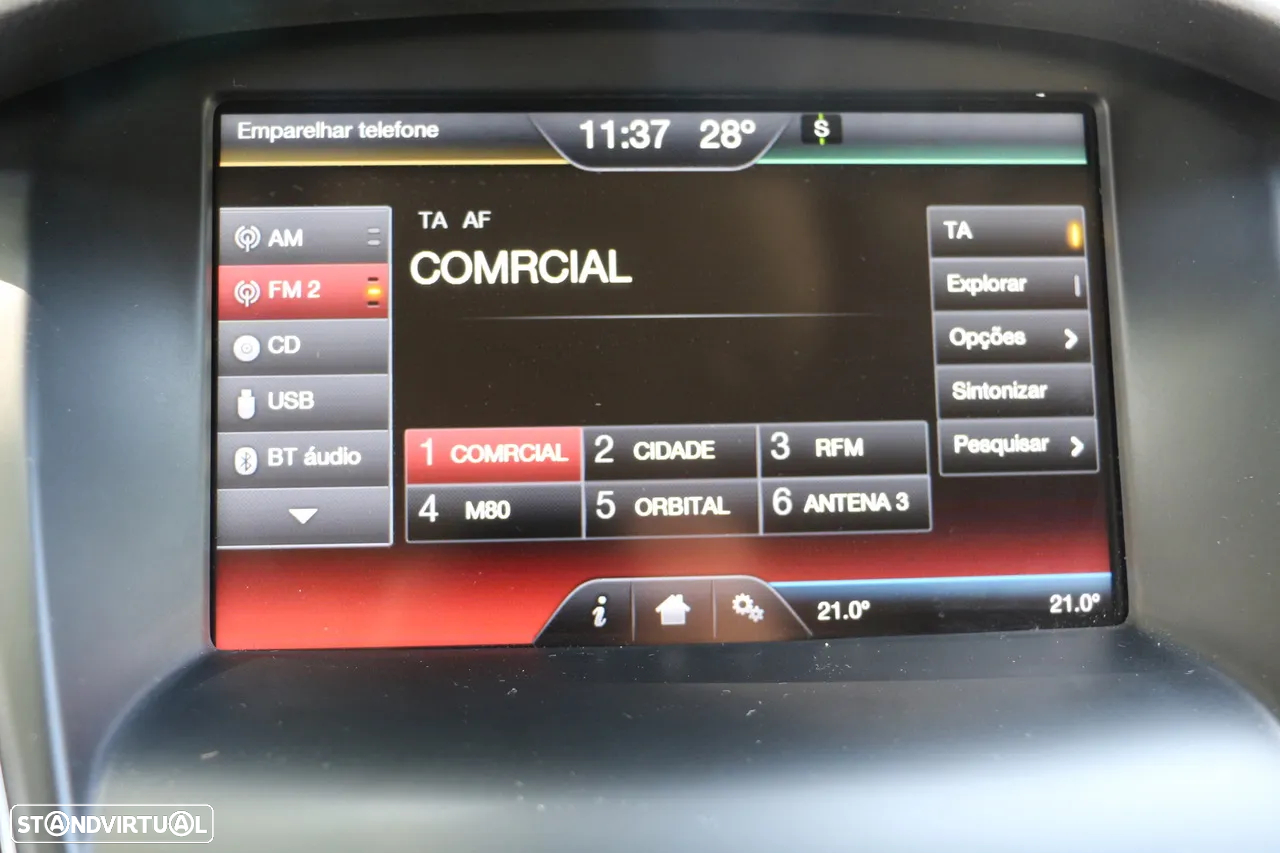 Emparelhar telefone
11:37 28°
S
AM
FM 2
CD
USB
BT áudio
TA AF
COMRCIAL
1 COMRCIAL
2 CIDADE
3 RFM
4 M80
5 ORBITAL
6 ANTENA 3
TA
Explorar
Opções
Sintonizar
Pesquisar
i
21.0°
21.0°
STANDVIRTUAL